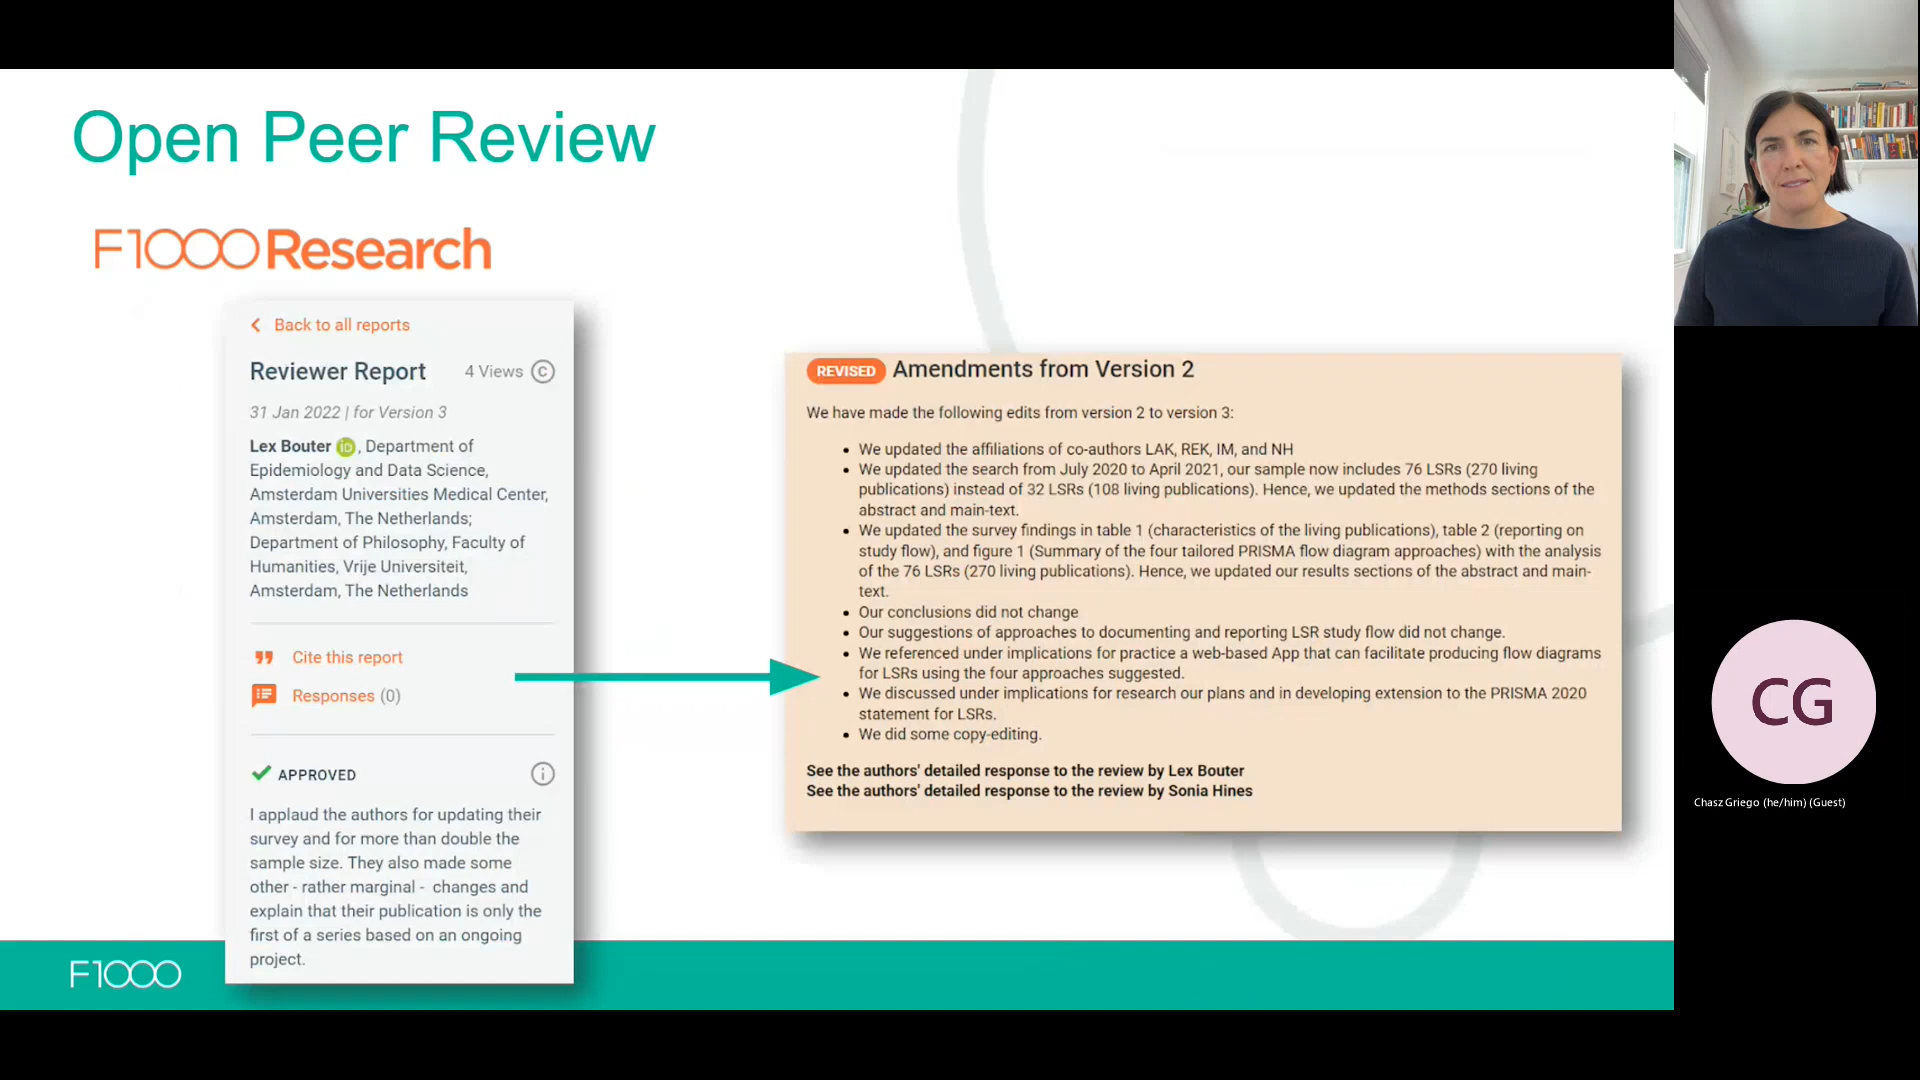 Open Peer Review
F1000Research
Back to all reports
Reviewer Report 4 Views
31 Jan 2022 | for Version 3
Lex Bouter iD, Department of
Epidemiology and Data Science,
Amsterdam Universities Medical Center,
Amsterdam, The Netherlands;
Department of Philosophy, Faculty of
Humanities, Vrije Universiteit,
Amsterdam, The Netherlands
Cite this report
Responses (0)
APPROVED
I applaud the authors for updating their
survey and for more than double the
sample size. They also made some
other - rather marginal - changes and
explain that their publication is only the
first of a series based on an ongoing
project.
REVISED Amendments from Version 2
We have made the following edits from version 2 to version 3:
• We updated the affiliations of co-authors LAK, REK, IM, and NH
• We updated the search from July 2020 to April 2021, our sample now includes 76 LSRs (270 living
publications) instead of 32 LSRs (108 living publications). Hence, we updated the methods sections of the
abstract and main-text.
• We updated the survey findings in table 1 (characteristics of the living publications), table 2 (reporting on
study flow), and figure 1 (Summary of the four tailored PRISMA flow diagram approaches) with the analysis
of the 76 LSRs (270 living publications). Hence, we updated our results sections of the abstract and main-
text.
• Our conclusions did not change
• Our suggestions of approaches to documenting and reporting LSR study flow did not change.
• We referenced under implications for practice a web-based App that can facilitate producing flow diagrams
for LSRs using the four approaches suggested.
• We discussed under implications for research our plans and in developing extension to the PRISMA 2020
statement for LSRs.
• We did some copy-editing.
See the authors' detailed response to the review by Lex Bouter
See the authors' detailed response to the review by Sonia Hines
F1000
CG
Chasz Griego (he/him) (Guest)